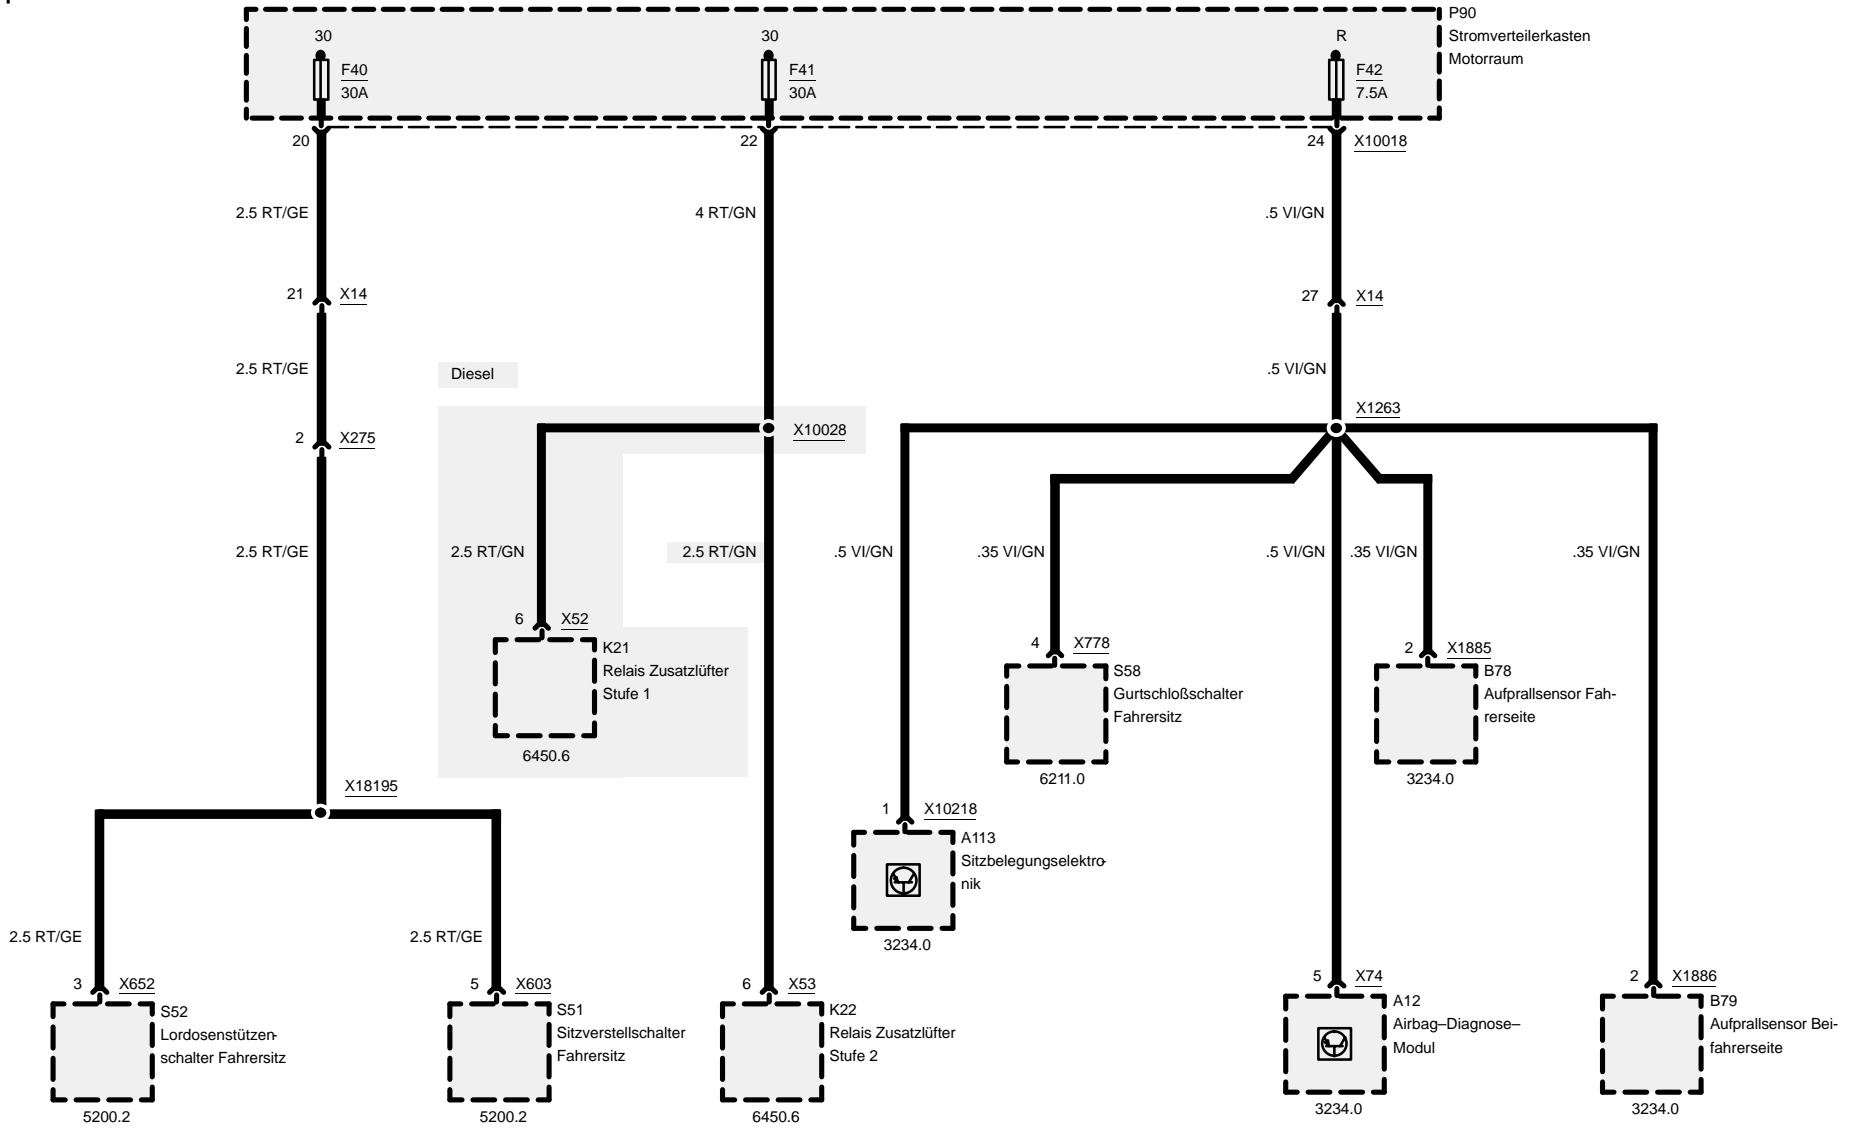 P90
Stromverteilerkasten
Motorraum
30
F40
30A
30
F41
30A
R
F42
7.5A
20
22
24
X10018
2.5 RT/GE
4 RT/GN
.5 VI/GN
21
X14
27
X14
2.5 RT/GE
Diesel
.5 VI/GN
X1263
2
X275
X10028
2.5 RT/GE
2.5 RT/GN
2.5 RT/GN
.5 VI/GN
.35 VI/GN
.5 VI/GN
.35 VI/GN
.35 VI/GN
6
X52
K21
Relais Zusatzlüfter
Stufe 1
6450.6
4
X778
S58
Gurtschloßschalter
Fahrersitz
6211.0
2
X1885
B78
Aufprallsensor Fah-
rerseite
3234.0
X18195
1
X10218
A113
Sitzbelegungselektro-
nik
3234.0
2.5 RT/GE
2.5 RT/GE
3
X652
S52
Lordosenstützen-
schalter Fahrersitz
5200.2
5
X603
S51
Sitzverstellschalter
Fahrersitz
5200.2
6
X53
K22
Relais Zusatzlüfter
Stufe 2
6450.6
5
X74
A12
Airbag–Diagnose–
Modul
3234.0
2
X1886
B79
Aufprallsensor Bei-
fahrerseite
3234.0